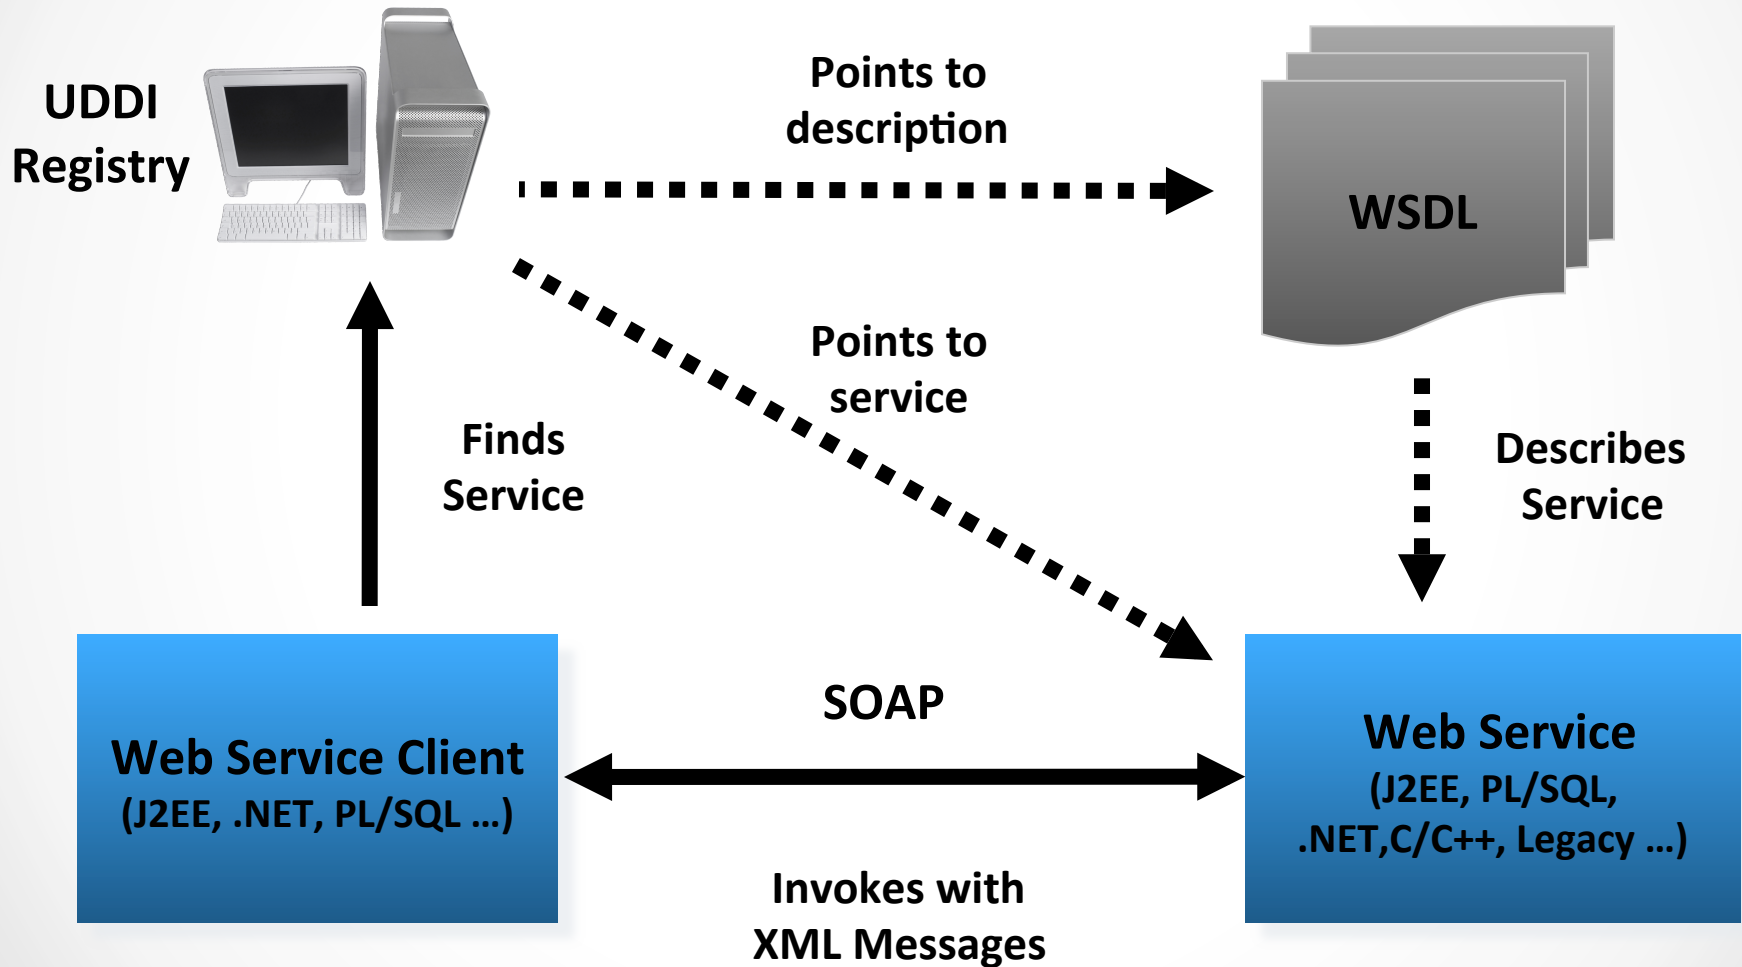 UDDI
Registry
Points to
description
WSDL
Points to
service
Finds
Service
Describes
Service
SOAP
Web Service Client
(J2EE, .NET, PL/SQL …)
Web Service
(J2EE, PL/SQL,
.NET,C/C++, Legacy …)
Invokes with
XML Messages